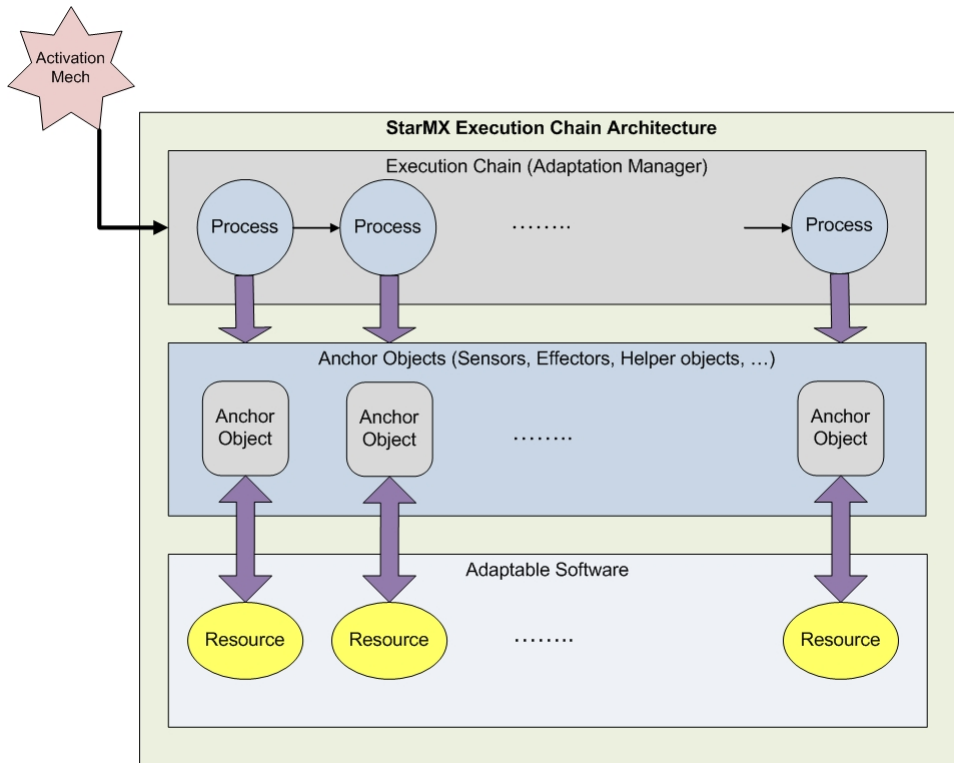 Activation
Mech
StarMX Execution Chain Architecture
Execution Chain (Adaptation Manager)
Process
Process
........
Process
Anchor Objects (Sensors, Effectors, Helper objects, …)
Anchor
Object
Anchor
Object
........
Anchor
Object
Adaptable Software
Resource
Resource
........
Resource